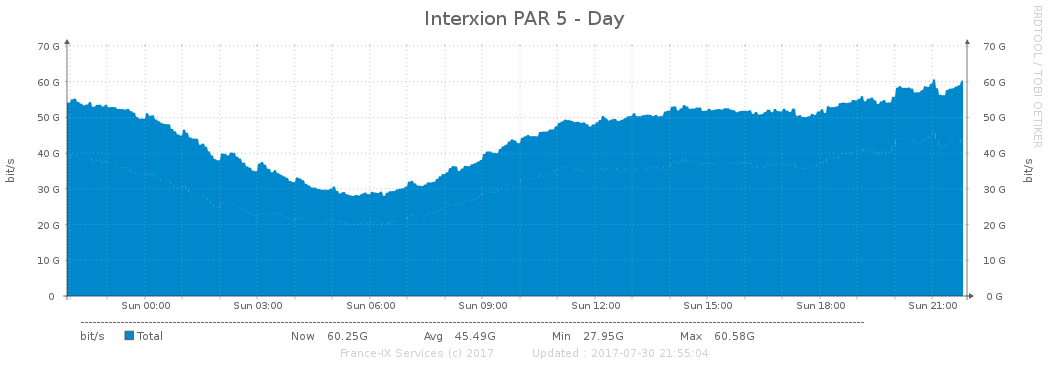 Interxion PAR 5 - Day
RRDTOOL / TOBI OETIKER
bit/s
70 G 70 G
60 G 60 G
50 G 50 G
40 G 40 G
30 G 30 G
20 G 20 G
10 G 10 G
0 0 G
bit/s
Sun 00:00 Sun 03:00 Sun 06:00 Sun 09:00 Sun 12:00 Sun 15:00 Sun 18:00 Sun 21:00
bit/s Total Now 60.25G Avg 45.49G Min 27.95G Max 60.58G
France-IX Services (c) 2017 Updated : 2017-07-30 21:55:04